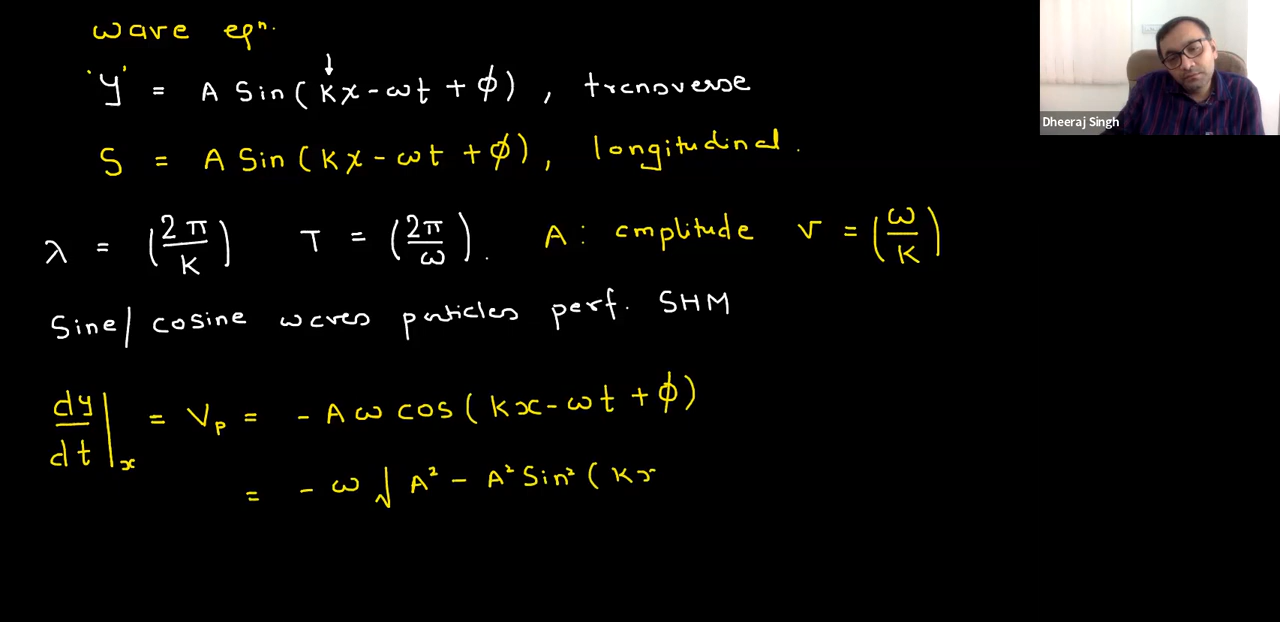 wave eqⁿ.
'y' = A Sin(kx-ωt+ϕ), transverse
S = A Sin(kx-ωt+ϕ), longitudinal.
λ = (2π/k) T = (2π/ω). A: amplitude v = (ω/k)
Sine/cosine waves particles perf. SHM
dy/dt|ₓ = Vₚ = -Aω cos(kx-ωt+ϕ)
= -ω√A²-A² Sin²(kx
Dheeraj Singh